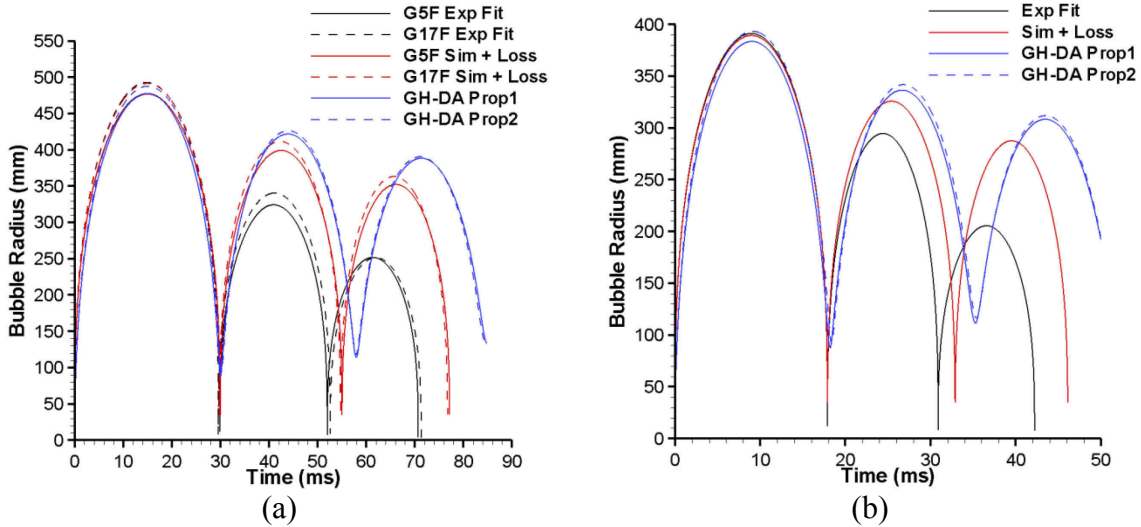 G5F Exp Fit
G17F Exp Fit
G5F Sim + Loss
G17F Sim + Loss
GH-DA Prop1
GH-DA Prop2
Bubble Radius (mm)
550
500
450
400
350
300
250
200
150
100
50
0
0 10 20 30 40 50 60 70 80 90
Time (ms)
(a)
Exp Fit
Sim + Loss
GH-DA Prop1
GH-DA Prop2
Bubble Radius (mm)
400
350
300
250
200
150
100
50
0
0 10 20 30 40 50
Time (ms)
(b)